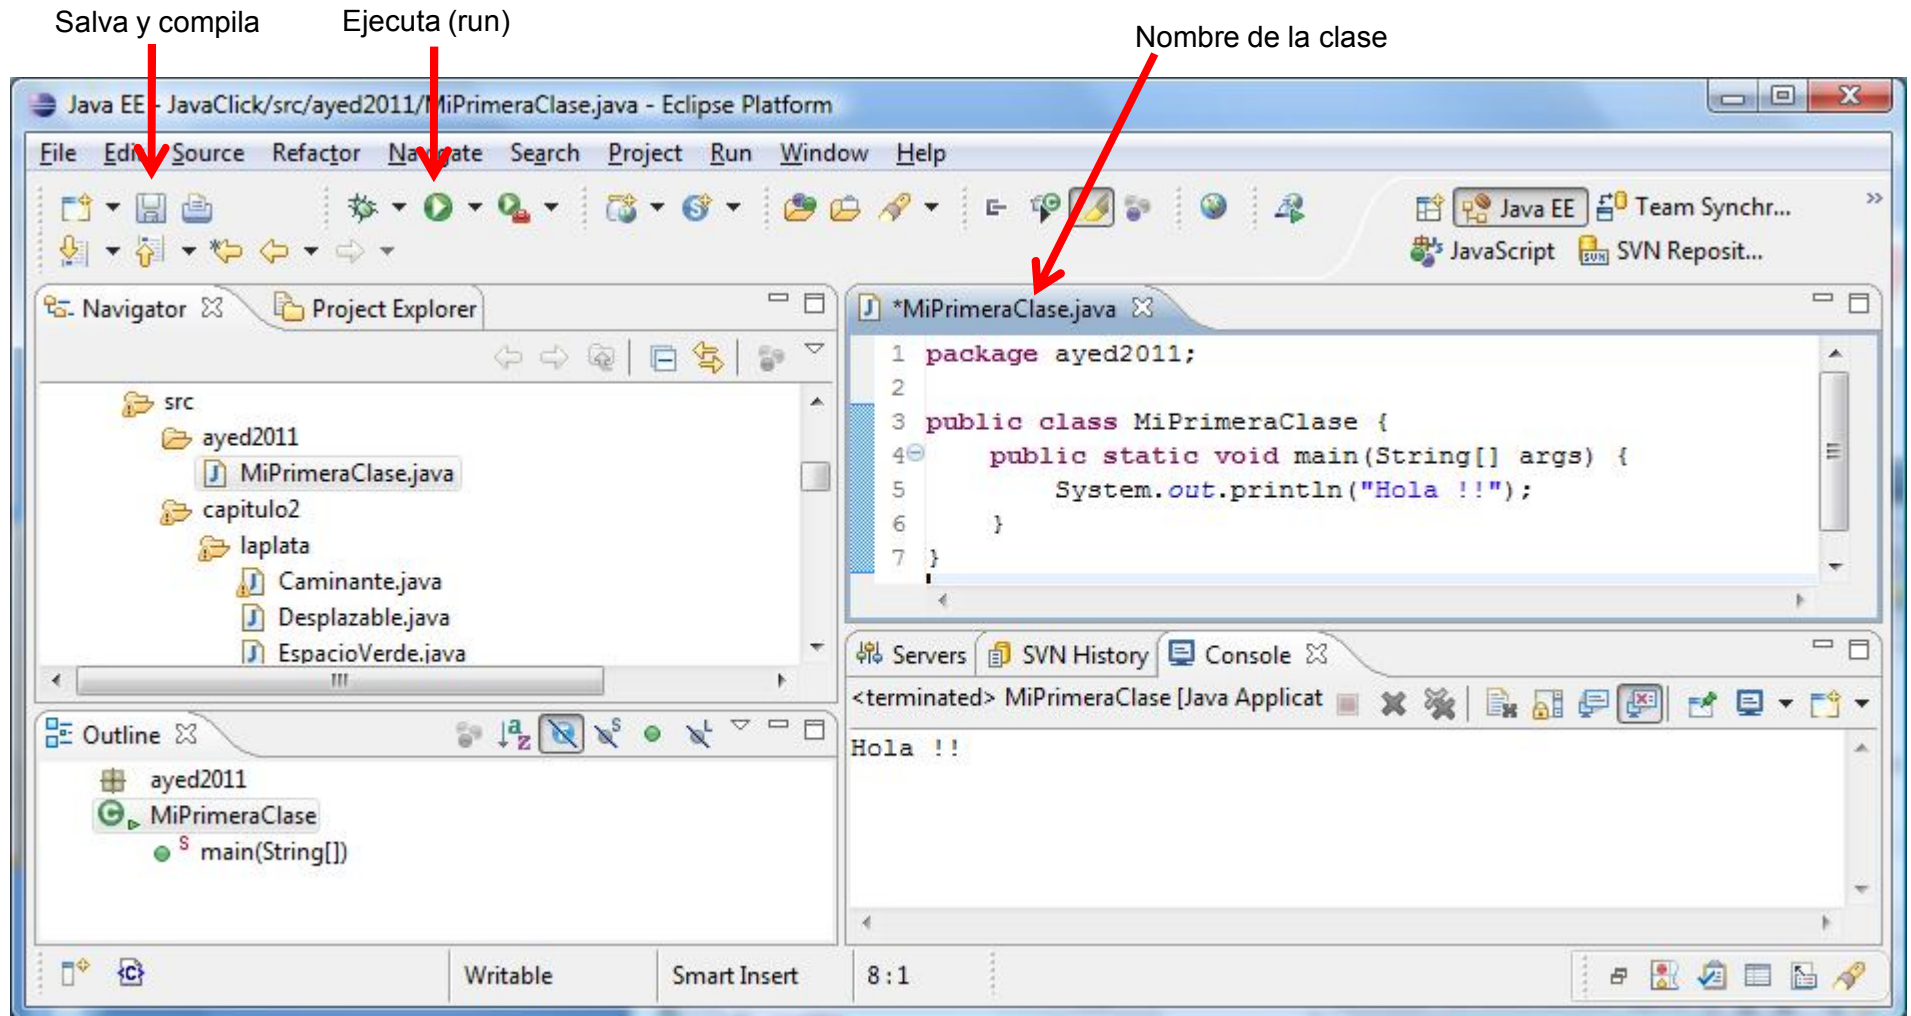 Salva y compila
Ejecuta (run)
Nombre de la clase
Java EE - JavaClick/src/ayed2011/MiPrimeraClase.java - Eclipse Platform
File Edit Source Refactor Navigate Search Project Run Window Help
Java EE Team Synchr...
JavaScript SVN Reposit...
Navigator Project Explorer
src
ayed2011
MiPrimeraClase.java
capitulo2
laplata
Caminante.java
Desplazable.java
EspacioVerde.java
*MiPrimeraClase.java
1 package ayed2011;
2
3 public class MiPrimeraClase {
4 public static void main(String[] args) {
5 System.out.println("Hola !!");
6 }
7 }
Outline
ayed2011
MiPrimeraClase
main(String[])
Servers SVN History Console
<terminated> MiPrimeraClase [Java Applicat
Hola !!
Writable Smart Insert 8 : 1